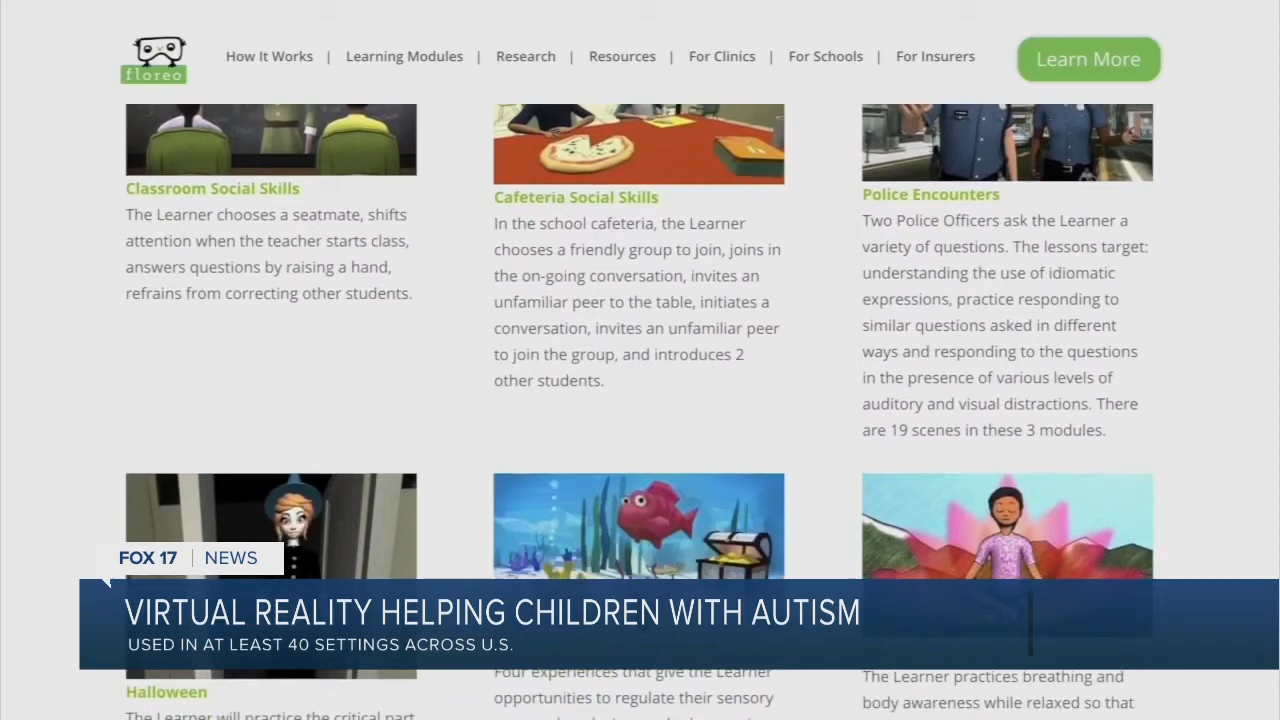 floreo
How It Works | Learning Modules | Research | Resources | For Clinics | For Schools | For Insurers
Learn More
Classroom Social Skills
The Learner chooses a seatmate, shifts
attention when the teacher starts class,
answers questions by raising a hand,
refrains from correcting other students.
Cafeteria Social Skills
In the school cafeteria, the Learner
chooses a friendly group to join, joins in
the on-going conversation, invites an
unfamiliar peer to the table, initiates a
conversation, invites an unfamiliar peer
to join the group, and introduces 2
other students.
Police Encounters
Two Police Officers ask the Learner a
variety of questions. The lessons target:
understanding the use of idiomatic
expressions, practice responding to
similar questions asked in different
ways and responding to the questions
in the presence of various levels of
auditory and visual distractions. There
are 19 scenes in these 3 modules.
FOX 17 | NEWS
VIRTUAL REALITY HELPING CHILDREN WITH AUTISM
USED IN AT LEAST 40 SETTINGS ACROSS U.S.
Halloween
The Learner will practice the critical part
Four experiences that give the Learner
opportunities to regulate their sensory
The Learner practices breathing and
body awareness while relaxed so that